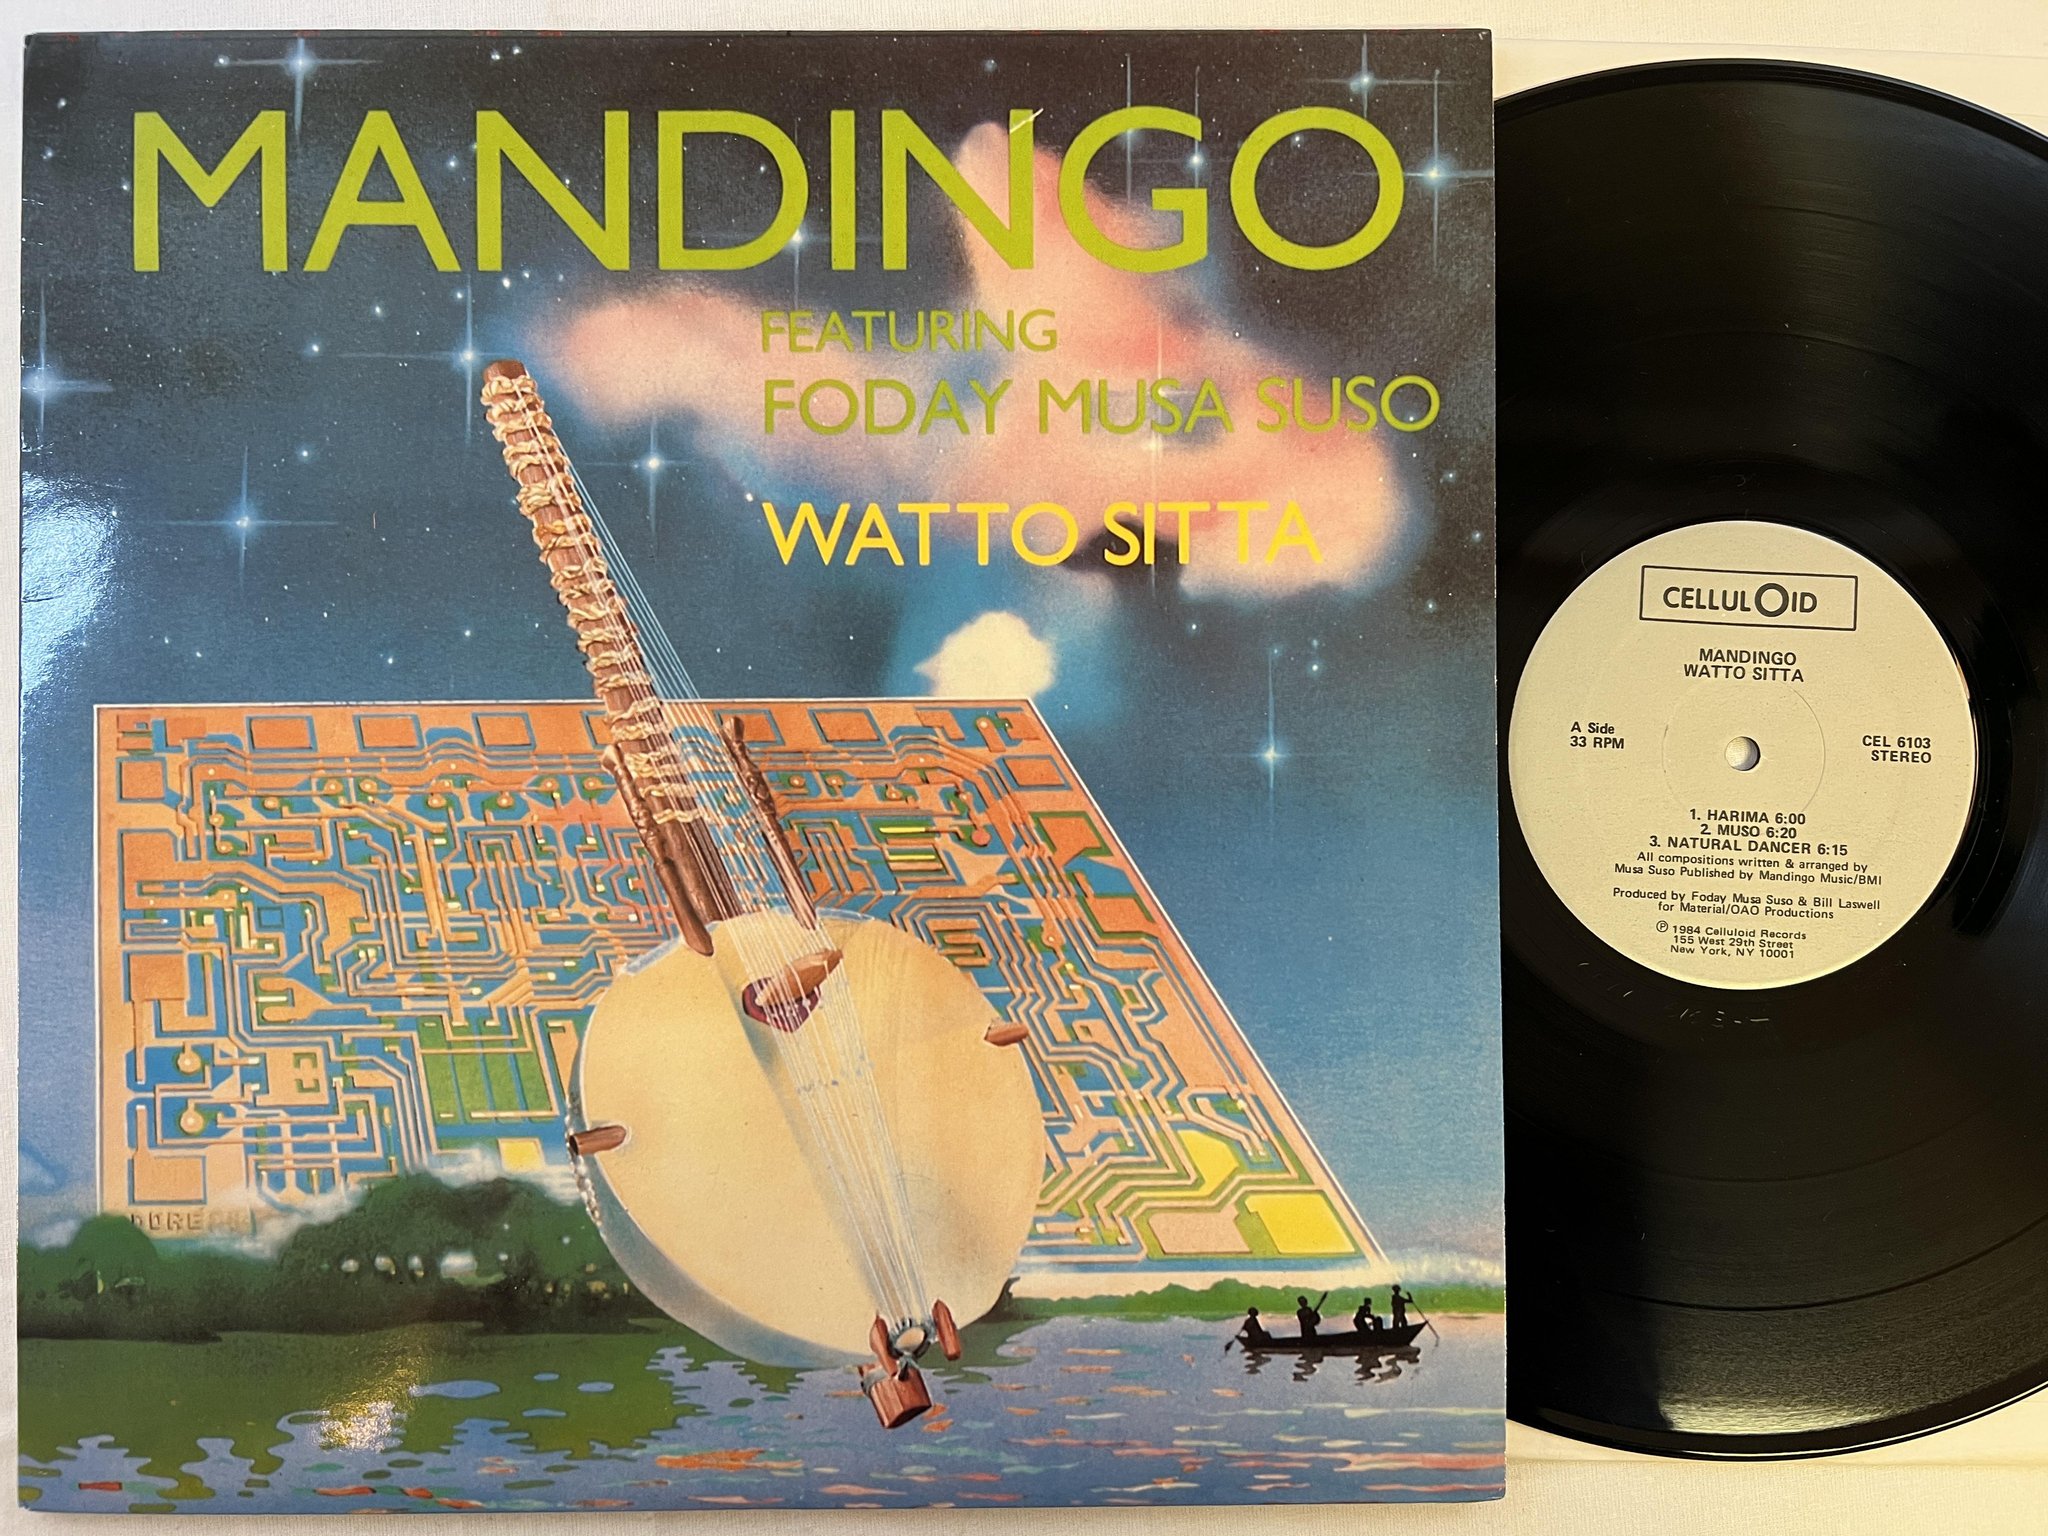 MANDINGO
FEATURING
FODAY MUSA SUSO
WATTO SITTA
CELLULOID
MANDINGO
WATTO SITTA
A Side
33 RPM
CEL 6103
STEREO
1. HARIMA 6:00
2. MUSO 6:20
3. NATURAL DANCER 6:15
All compositions written & arranged by
Musa Suso Published by Mandingo Music/BMI
Produced by Foday Musa Suso & Bill Laswell
for Material/OAO Productions
℗ 1984 Celluloid Records
155 West 29th Street
New York, NY 10001